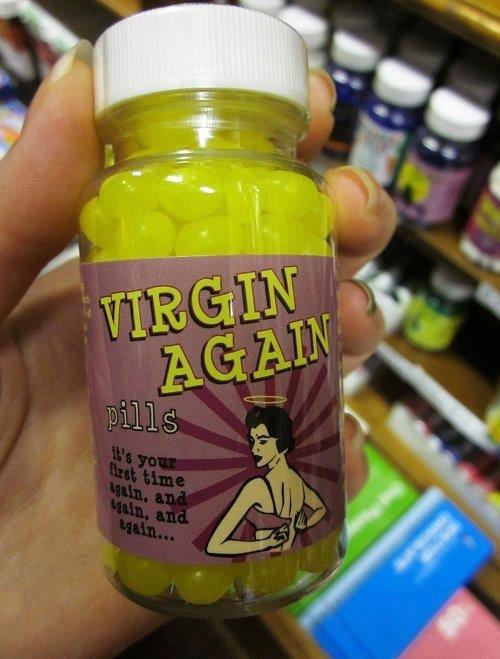 VIRGIN
AGAIN
pills
it's your
first time
again, and
again, and
again...